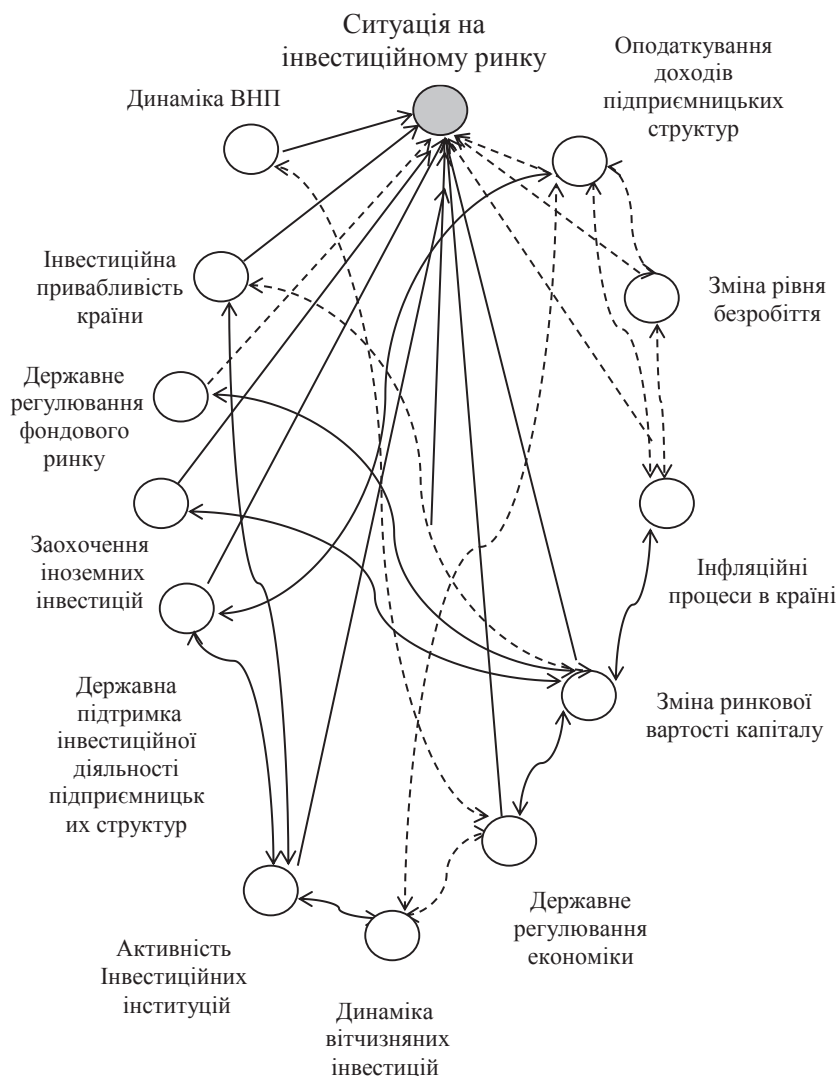 Ситуація на
інвестиційному ринку
Оподаткування
доходів
підприємницьких
структур
Динаміка ВНП
Інвестиційна
привабливість
країни
Зміна рівня
безробіття
Державне
регулювання
фондового
ринку
Заохочення
іноземних
інвестицій
Інфляційні
процеси в країні
Державна
підтримка
інвестиційної
діяльності
підприємницьк
их структур
Зміна ринкової
вартості капіталу
Державне
регулювання
економіки
Активність
Інвестиційних
інституцій
Динаміка
вітчизняних
інвестицій